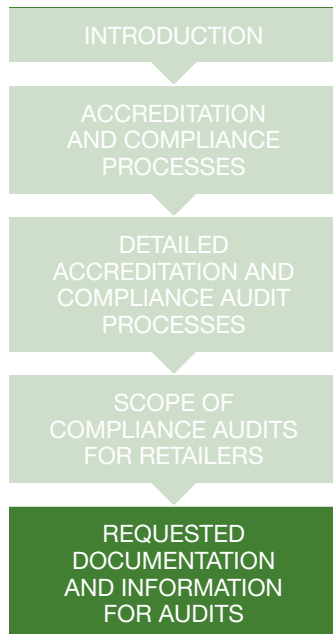 INTRODUCTION
ACCREDITATION
AND COMPLIANCE
PROCESSES
DETAILED
ACCREDITATION AND
COMPLIANCE AUDIT
PROCESSES
SCOPE OF
COMPLIANCE AUDITS
FOR RETAILERS
REQUESTED
DOCUMENTATION
AND INFORMATION
FOR AUDITS